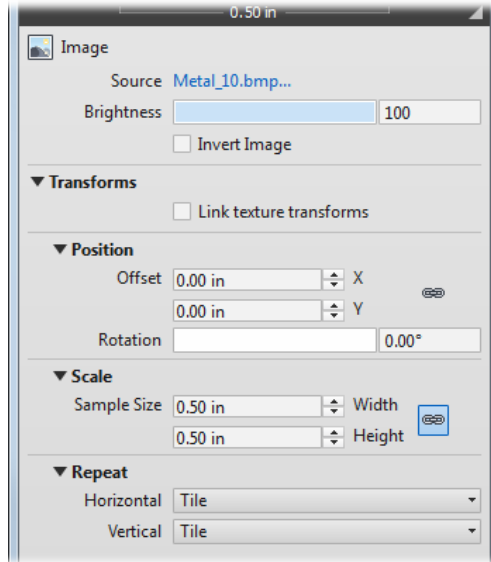 0.50 in
Image
Source Metal_10.bmp...
Brightness 100
Invert Image
Transforms
Link texture transforms
Position
Offset 0.00 in X
0.00 in Y
Rotation 0.00°
Scale
Sample Size 0.50 in Width
0.50 in Height
Repeat
Horizontal Tile
Vertical Tile